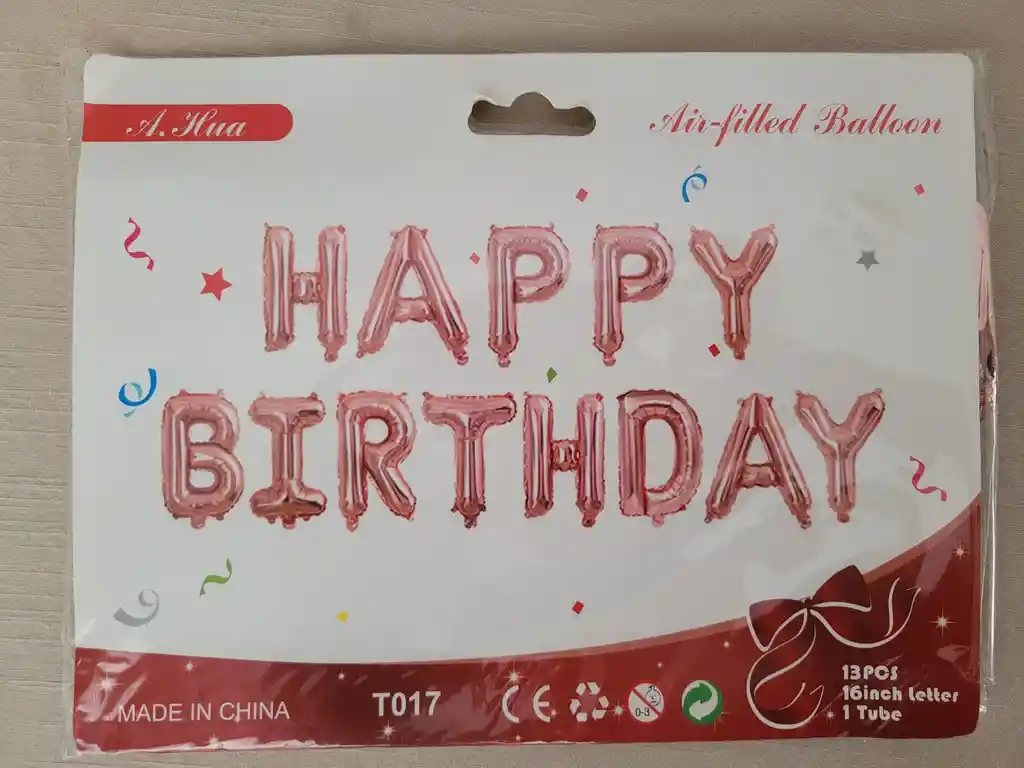 A. Hua
Air-filled Balloon
HAPPY
BIRTHDAY
MADE IN CHINA
T017
CE
0-3
13PCS
16inch Letter
1 Tube